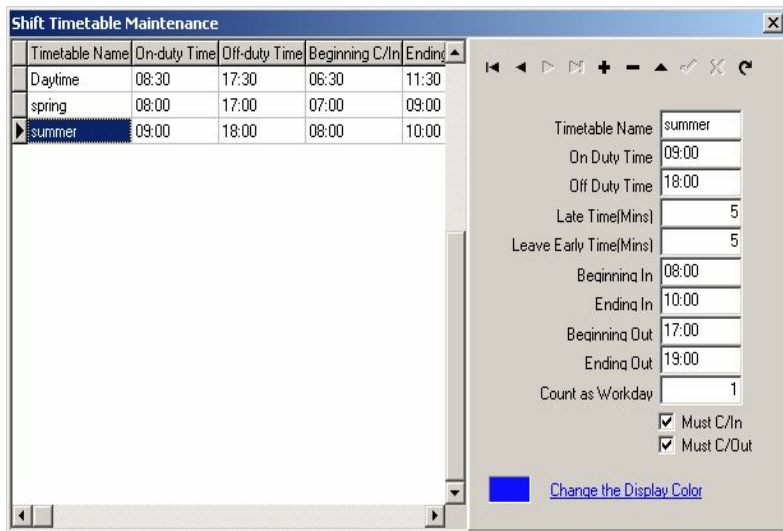 Shift Timetable Maintenance
Timetable Name On-duty Time Off-duty Time Beginning C/In Ending
Daytime 08:30 17:30 06:30 11:30
spring 08:00 17:00 07:00 09:00
summer 09:00 18:00 08:00 10:00
Timetable Name summer
On Duty Time 09:00
Off Duty Time 18:00
Late Time(Mins) 5
Leave Early Time(Mins) 5
Beginning In 08:00
Ending In 10:00
Beginning Out 17:00
Ending Out 19:00
Count as Workday 1
Must C/In
Must C/Out
Change the Display Color